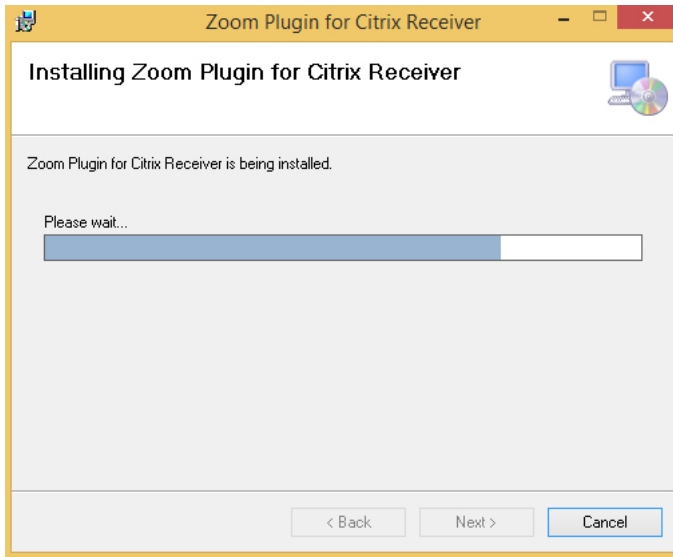 Zoom Plugin for Citrix Receiver
Installing Zoom Plugin for Citrix Receiver
Zoom Plugin for Citrix Receiver is being installed.
Please wait...
< Back Next > Cancel